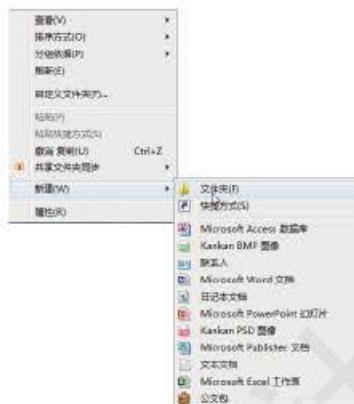 查看(V)
排序方式(O)
分组依据(P)
刷新(E)
自定义文件夹(F)...
粘贴(P)
粘贴快捷方式(S)
撤消 复制(U) Ctrl+Z
共享文件夹同步
新建(W)
属性(R)
文件夹(F)
快捷方式(S)
Microsoft Access 数据库
Kankan BMP 图像
联系人
Microsoft Word 文档
日记本文档
Microsoft PowerPoint 幻灯片
Kankan PSD 图像
Microsoft Publisher 文档
文本文档
Microsoft Excel 工作表
公文包